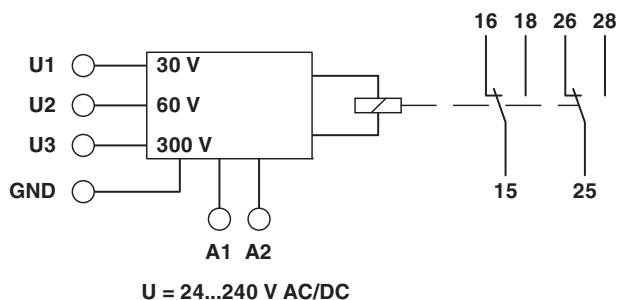 16 18 26 28
U1 30 V
U2 60 V
U3 300 V
GND
15 25
A1 A2
U = 24...240 V AC/DC